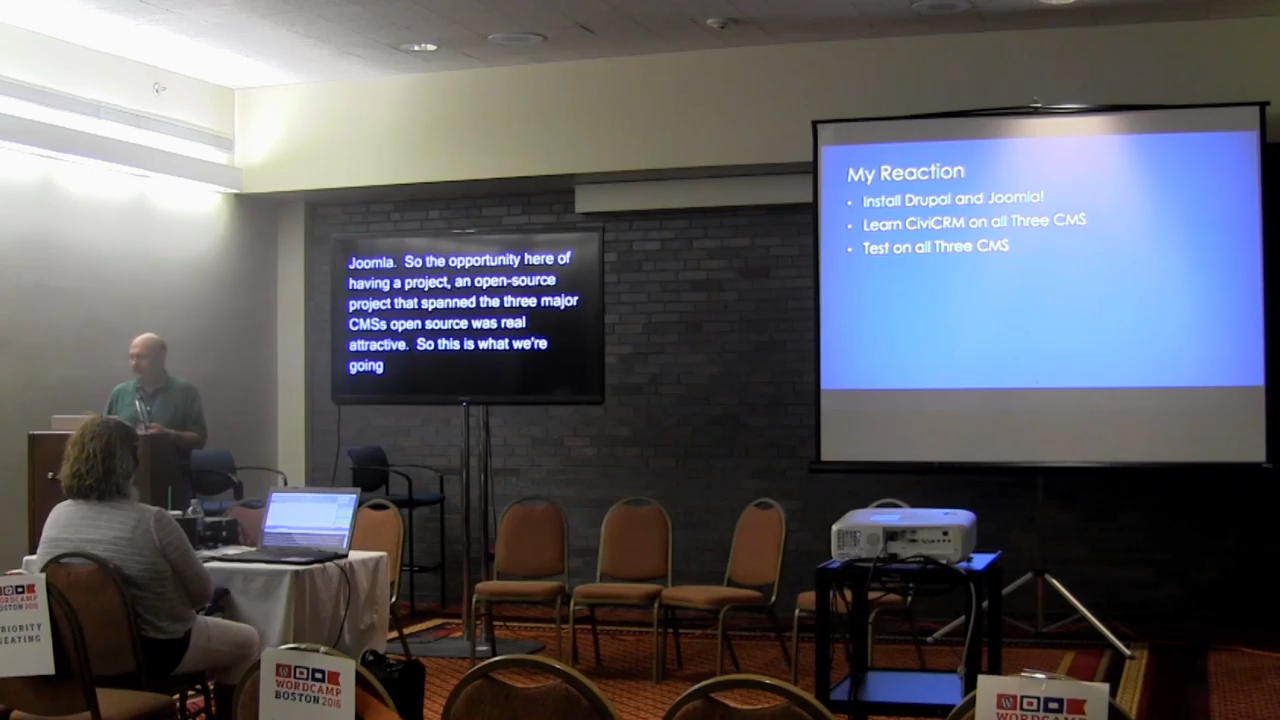 My Reaction
• Install Drupal and Joomla!
• Learn CiviCRM on all Three CMS
• Test on all Three CMS
Joomla. So the opportunity here of
having a project, an open-source
project that spanned the three major
CMSs open source was real
attractive. So this is what we're
going
WORDCAMP
BOSTON 2016
PRIORITY
SEATING
WORDCAMP
BOSTON 2016
WORDCAMP